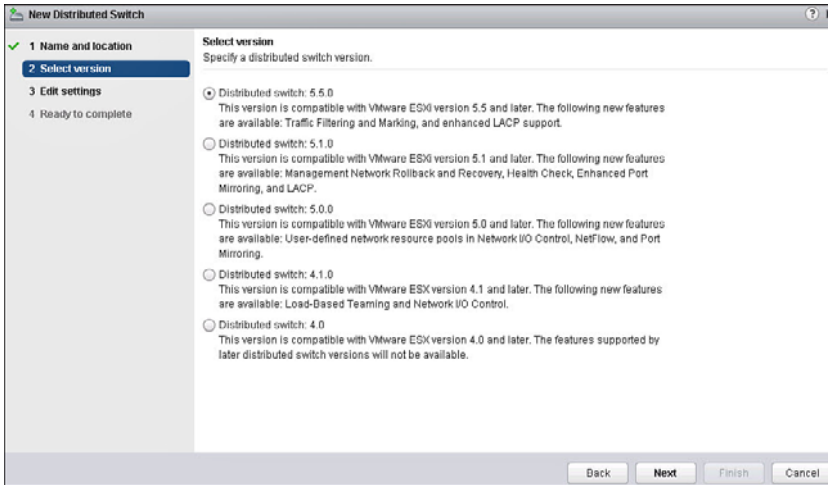 New Distributed Switch
?
1 Name and location
2 Select version
3 Edit settings
4 Ready to complete
Select version
Specify a distributed switch version.
Distributed switch: 5.5.0
This version is compatible with VMware ESXi version 5.5 and later. The following new features
are available: Traffic Filtering and Marking, and enhanced LACP support.
Distributed switch: 5.1.0
This version is compatible with VMware ESXi version 5.1 and later. The following new features
are available: Management Network Rollback and Recovery, Health Check, Enhanced Port
Mirroring, and LACP.
Distributed switch: 5.0.0
This version is compatible with VMware ESXi version 5.0 and later. The following new features
are available: User-defined network resource pools in Network I/O Control, NetFlow, and Port
Mirroring.
Distributed switch: 4.1.0
This version is compatible with VMware ESX version 4.1 and later. The following new features
are available: Load-Based Teaming and Network I/O Control.
Distributed switch: 4.0
This version is compatible with VMware ESX version 4.0 and later. The features supported by
later distributed switch versions will not be available.
Back Next Finish Cancel